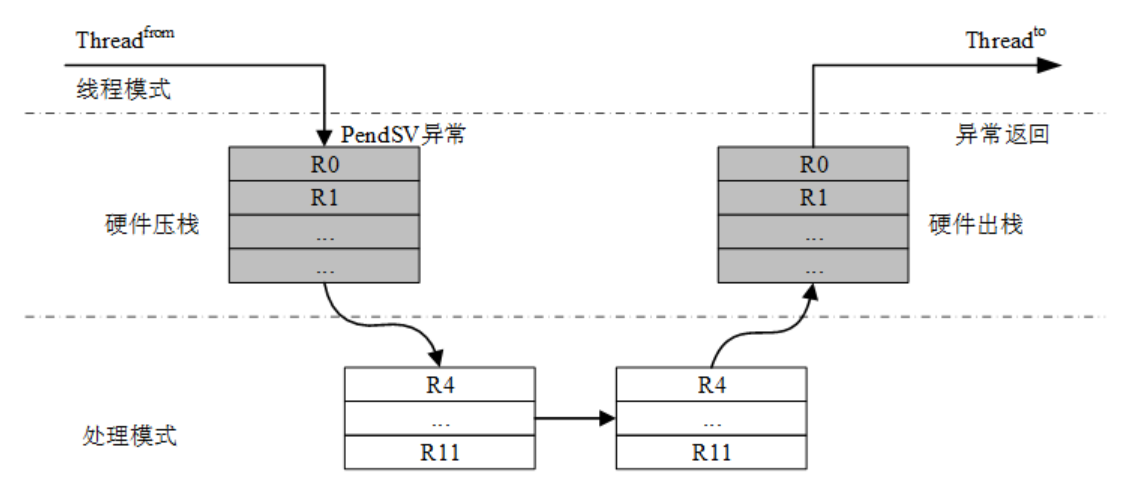 Thread^from
Thread^to
线程模式
PendSV异常
异常返回
R0
R1
...
...
硬件压栈
R0
R1
...
...
硬件出栈
R4
...
R11
R4
...
R11
处理模式